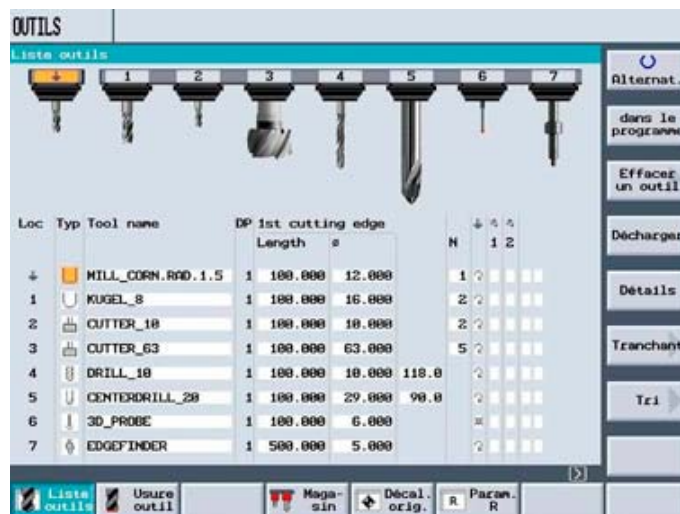 OUTILS
Liste outils
1 2 3 4 5 6 7
Loc Typ Tool name DP 1st cutting edge
Length ø N 1 2
MILL_CORN.RAD.1.5 1 100.000 12.000 1
1 KUGEL_8 1 100.000 16.000 2
2 CUTTER_10 1 100.000 10.000 2
3 CUTTER_63 1 100.000 63.000 5
4 DRILL_10 1 100.000 10.000 118.0
5 CENTERDRILL_20 1 100.000 29.000 90.0
6 3D_PROBE 1 100.000 6.000
7 EDGEFINDER 1 500.000 5.000
Alternat.
dans le
programme
Effacer
un outil
Décharger
Détails
Tranchant
Tri
Liste
outils
Usure
outil
Maga-
sin
Décal.
orig.
R Param.
R